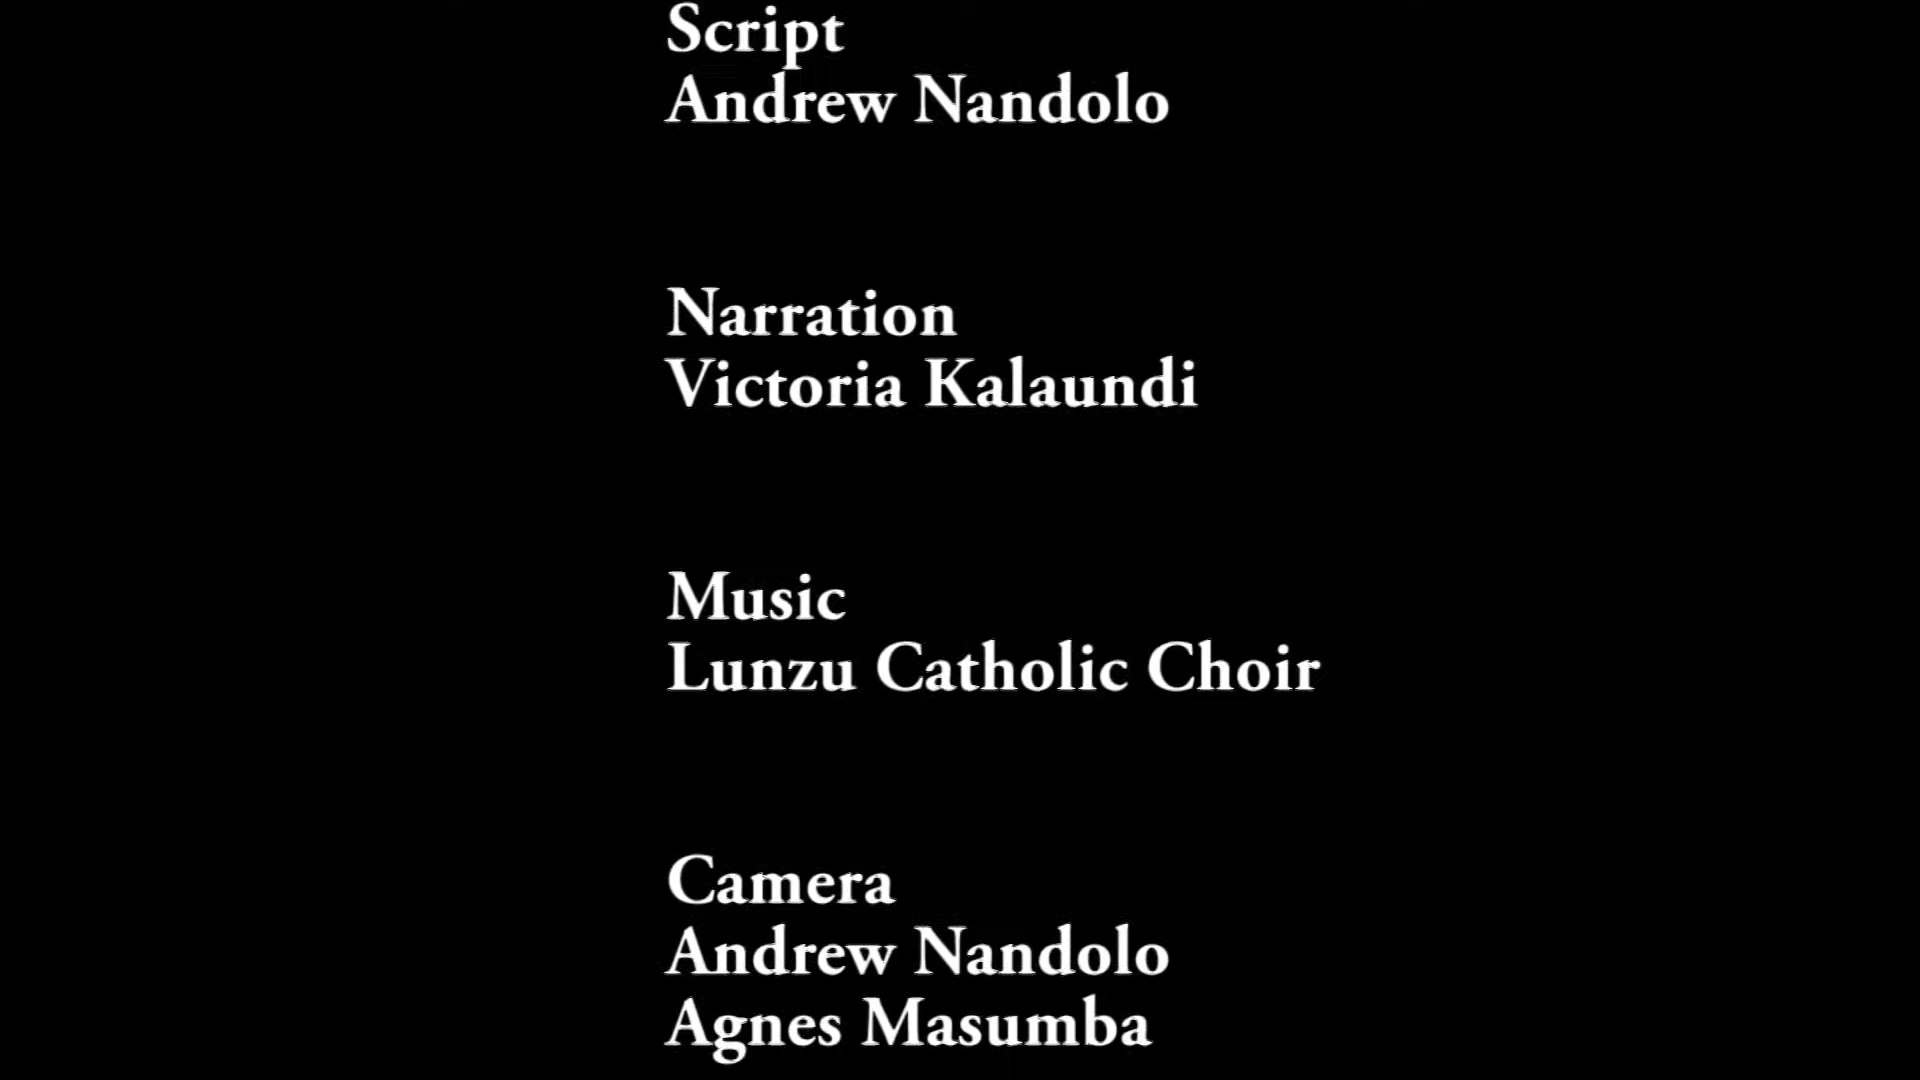 Script
Andrew Nandolo
Narration
Victoria Kalaundi
Music
Lunzu Catholic Choir
Camera
Andrew Nandolo
Agnes Masumba